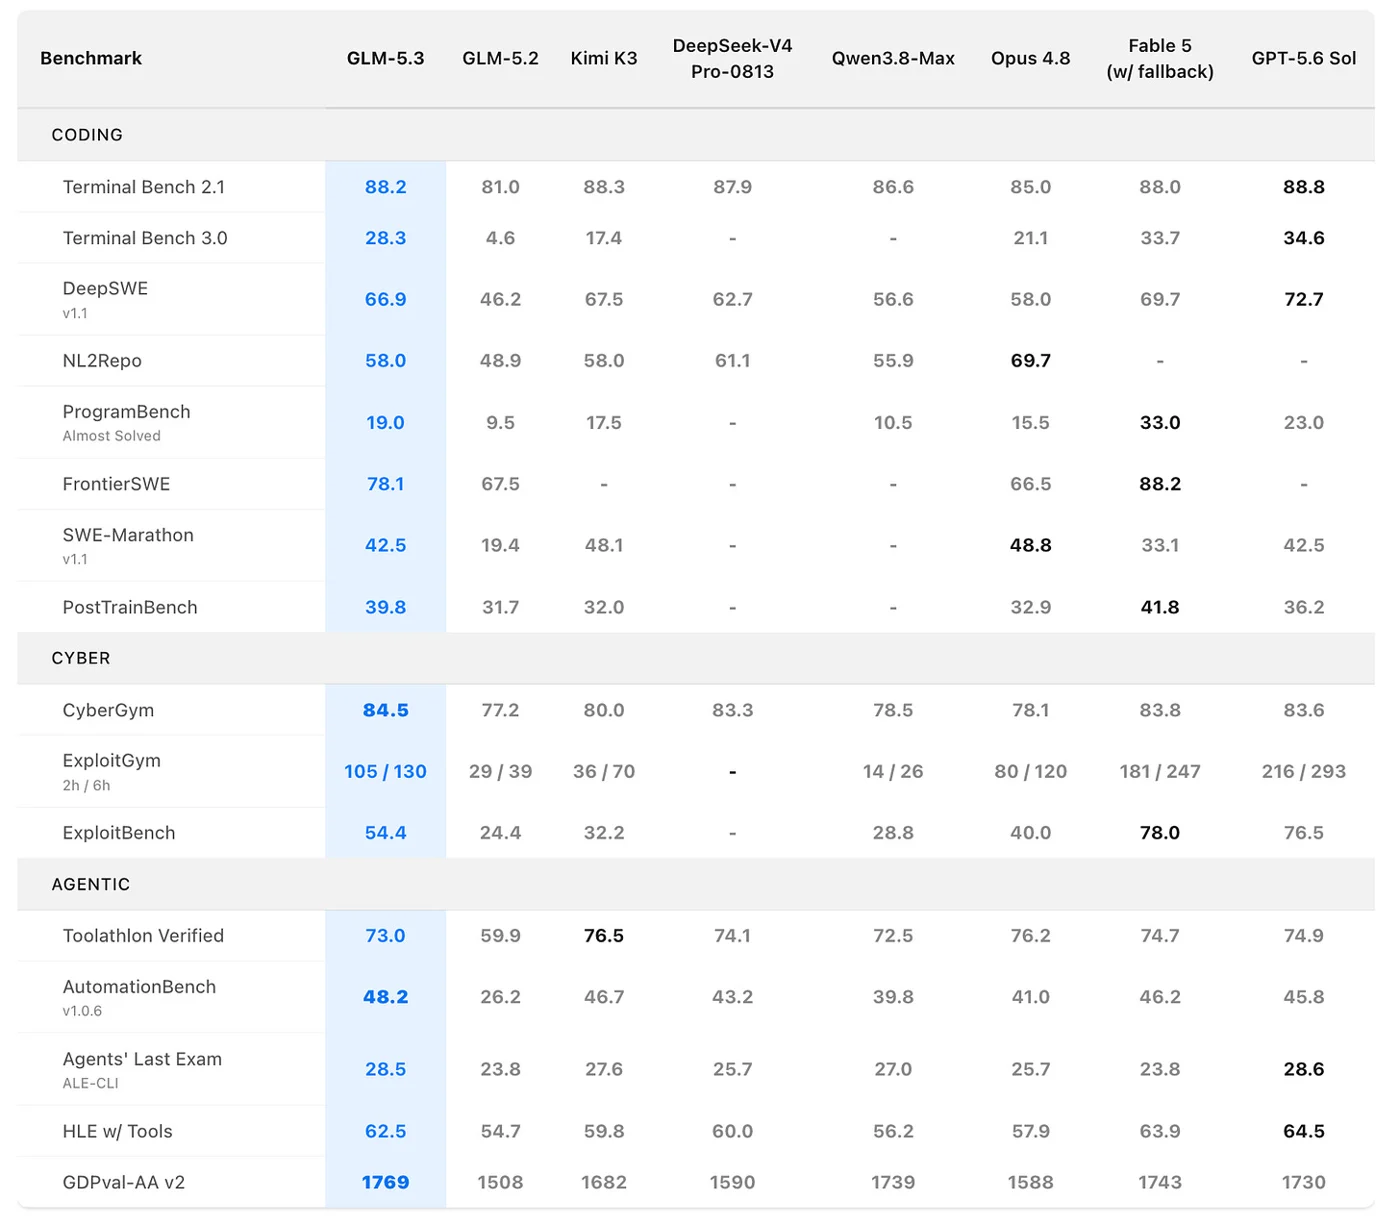 Benchmark GLM-5.3 GLM-5.2 Kimi K3 DeepSeek-V4 Pro-0813 Qwen3.8-Max Opus 4.8 Fable 5 (w/ fallback) GPT-5.6 Sol
CODING
Terminal Bench 2.1 88.2 81.0 88.3 87.9 86.6 85.0 88.0 88.8
Terminal Bench 3.0 28.3 4.6 17.4 - - 21.1 33.7 34.6
DeepSWE v1.1 66.9 46.2 67.5 62.7 56.6 58.0 69.7 72.7
NL2Repo 58.0 48.9 58.0 61.1 55.9 69.7 - -
ProgramBench Almost Solved 19.0 9.5 17.5 - 10.5 15.5 33.0 23.0
FrontierSWE 78.1 67.5 - - - 66.5 88.2 -
SWE-Marathon v1.1 42.5 19.4 48.1 - - 48.8 33.1 42.5
PostTrainBench 39.8 31.7 32.0 - - 32.9 41.8 36.2
CYBER
CyberGym 84.5 77.2 80.0 83.3 78.5 78.1 83.8 83.6
ExploitGym 2h / 6h 105 / 130 29 / 39 36 / 70 - 14 / 26 80 / 120 181 / 247 216 / 293
ExploitBench 54.4 24.4 32.2 - 28.8 40.0 78.0 76.5
AGENTIC
Toolathlon Verified 73.0 59.9 76.5 74.1 72.5 76.2 74.7 74.9
AutomationBench v1.0.6 48.2 26.2 46.7 43.2 39.8 41.0 46.2 45.8
Agents' Last Exam ALE-CLI 28.5 23.8 27.6 25.7 27.0 25.7 23.8 28.6
HLE w/ Tools 62.5 54.7 59.8 60.0 56.2 57.9 63.9 64.5
GDPval-AA v2 1769 1508 1682 1590 1739 1588 1743 1730